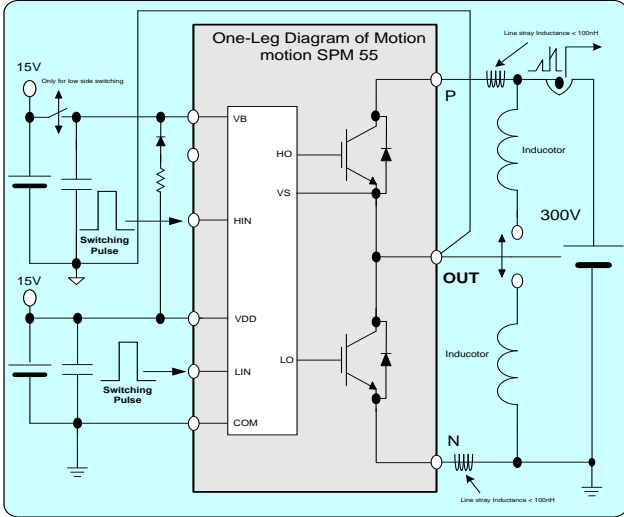 One-Leg Diagram of Motion
motion SPM 55
Line stray Inductance < 100nH
15V
Only for low side switching
P
VB
HO
Inducotor
VS
HIN
300V
Switching
Pulse
OUT
15V
VDD
LO
Inducotor
LIN
Switching
Pulse
COM
N
Line stray Inductance < 100nH